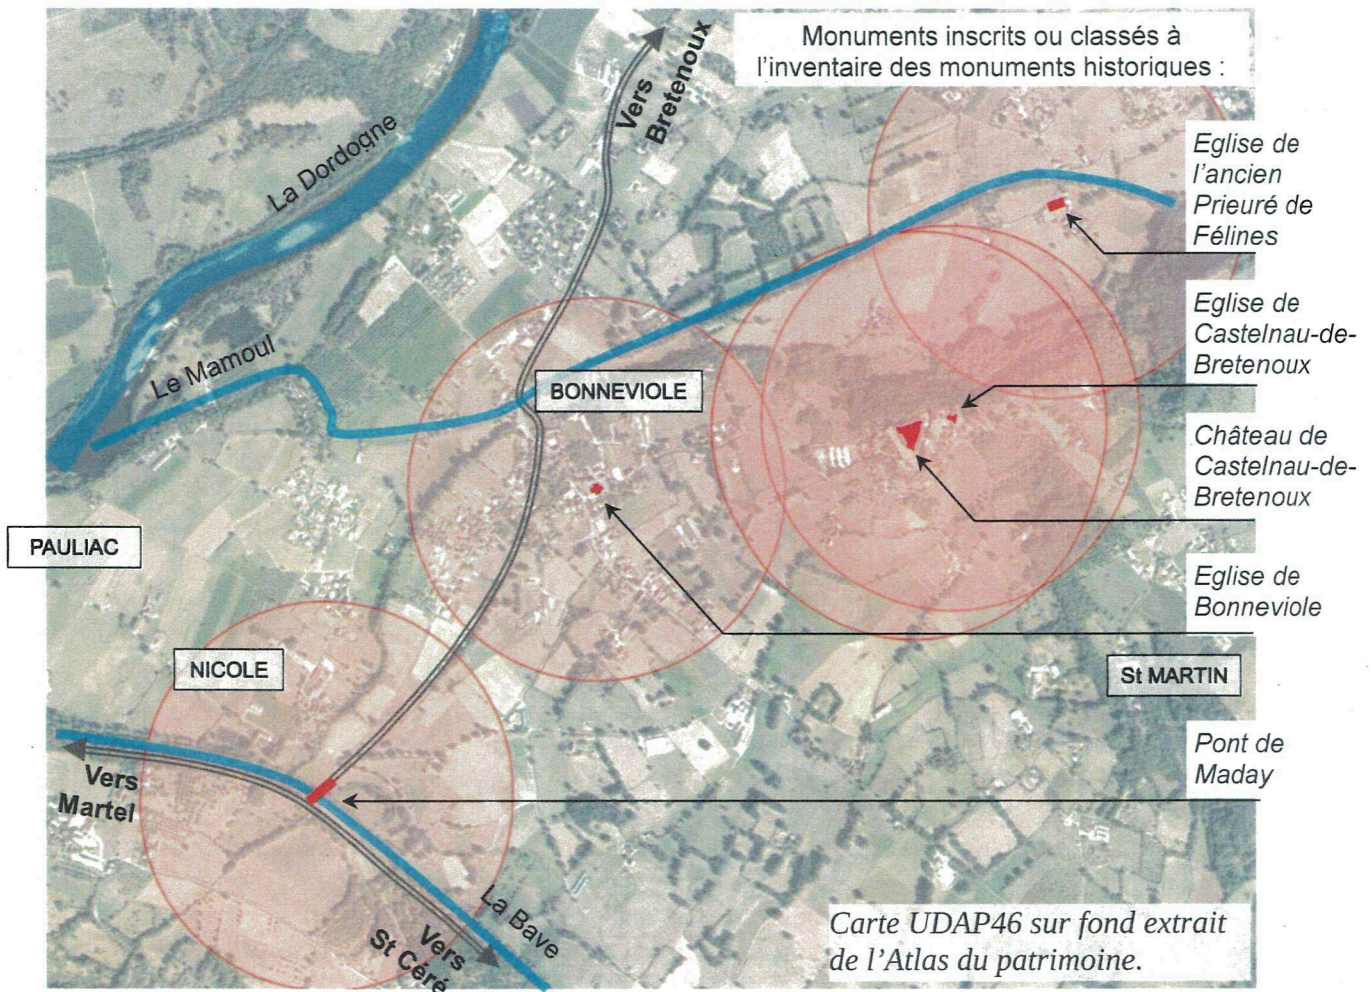 Monuments inscrits ou classés à
l'inventaire des monuments historiques :
Vers
Bretenoux
La Dordogne
Eglise de
l'ancien
Prieuré de
Félines
Le Mamoul
Eglise de
Castelnau-de-
Bretenoux
BONNEVIOLE
Château de
Castelnau-de-
Bretenoux
PAULIAC
Eglise de
Bonneviole
NICOLE
St MARTIN
Pont de
Maday
Vers
Martel
La Bave
Vers
St Céré
Carte UDAP46 sur fond extrait
de l'Atlas du patrimoine.